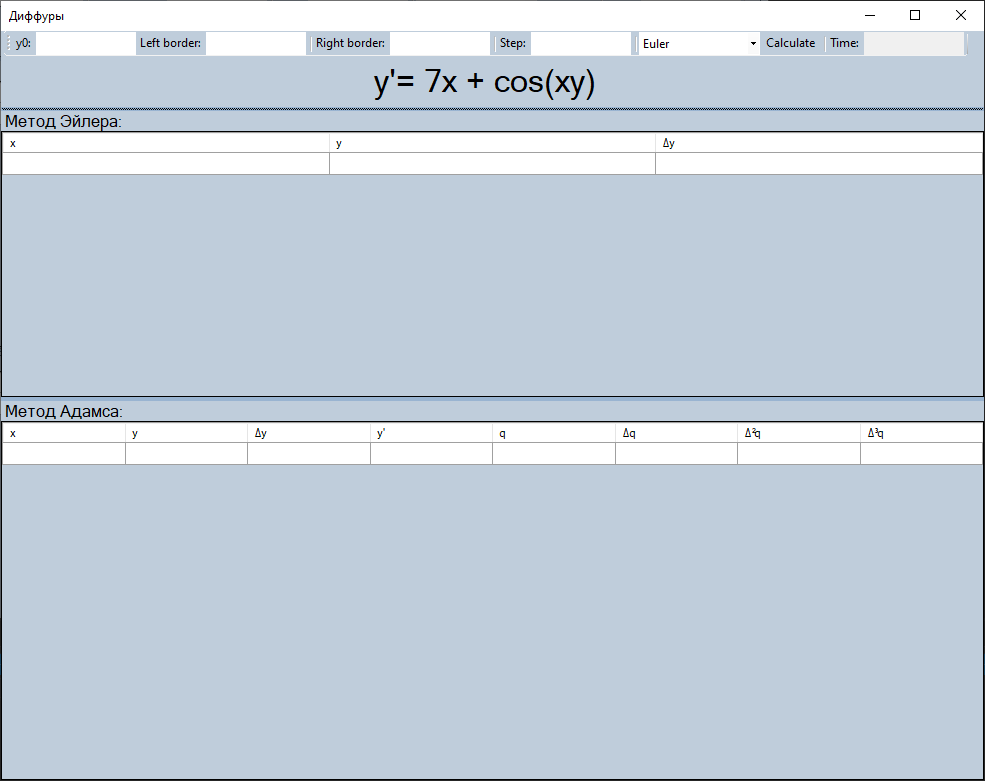 Диффуры
y0: Left border: Right border: Step: Euler Calculate Time:
y'= 7x + cos(xy)
Метод Эйлера:
x y Δy
Метод Адамса:
x y Δy y' q Δq Δ²q Δ³q